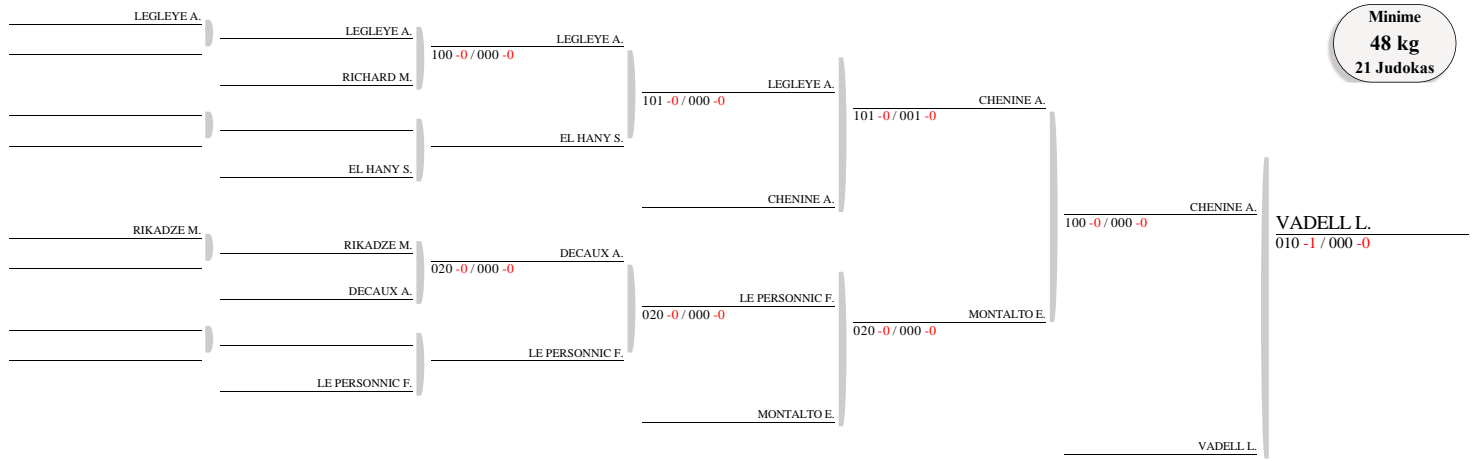 Minime
48 kg
21 Judokas
LEGLEYE A.
LEGLEYE A.
RICHARD M.
EL HANY S.
RIKADZE M.
RIKADZE M.
DECAUX A.
LE PERSONNIC F.
LEGLEYE A.
100 -0 / 000 -0
EL HANY S.
DECAUX A.
020 -0 / 000 -0
LE PERSONNIC F.
LEGLEYE A.
101 -0 / 000 -0
CHENINE A.
LE PERSONNIC F.
020 -0 / 000 -0
MONTALTO E.
CHENINE A.
101 -0 / 001 -0
MONTALTO E.
020 -0 / 000 -0
CHENINE A.
100 -0 / 000 -0
VADELL L.
VADELL L.
010 -1 / 000 -0